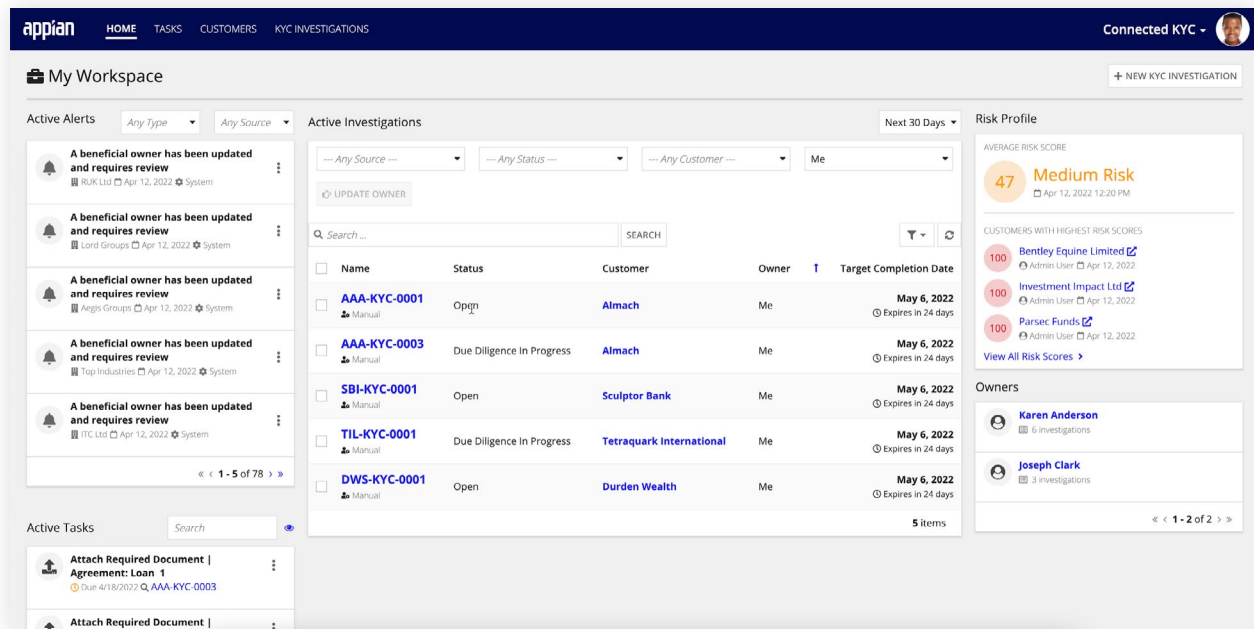 appian HOME TASKS CUSTOMERS KYC INVESTIGATIONS Connected KYC
My Workspace
+ NEW KYC INVESTIGATION
Active Alerts Any Type Any Source
A beneficial owner has been updated
and requires review
RUK Ltd Apr 12, 2022 System
A beneficial owner has been updated
and requires review
Lord Groups Apr 12, 2022 System
A beneficial owner has been updated
and requires review
Aegis Groups Apr 12, 2022 System
A beneficial owner has been updated
and requires review
Top Industries Apr 12, 2022 System
A beneficial owner has been updated
and requires review
ITC Ltd Apr 12, 2022 System
« < 1 - 5 of 78 > »
Active Tasks Search
Attach Required Document |
Agreement: Loan 1
Due 4/18/2022 AAA-KYC-0003
Attach Required Document |
Active Investigations Next 30 Days
--- Any Source --- --- Any Status --- --- Any Customer --- Me
UPDATE OWNER
Search ... SEARCH
Name Status Customer Owner ↑ Target Completion Date
AAA-KYC-0001 Open Almach Me May 6, 2022
Manual Expires in 24 days
AAA-KYC-0003 Due Diligence In Progress Almach Me May 6, 2022
Manual Expires in 24 days
SBI-KYC-0001 Open Sculptor Bank Me May 6, 2022
Manual Expires in 24 days
TIL-KYC-0001 Due Diligence In Progress Tetraquark International Me May 6, 2022
Manual Expires in 24 days
DWS-KYC-0001 Open Durden Wealth Me May 6, 2022
Manual Expires in 24 days
5 items
Risk Profile
AVERAGE RISK SCORE
47 Medium Risk
Apr 12, 2022 12:20 PM
CUSTOMERS WITH HIGHEST RISK SCORES
100 Bentley Equine Limited
Admin User Apr 12, 2022
100 Investment Impact Ltd
Admin User Apr 12, 2022
100 Parsec Funds
Admin User Apr 12, 2022
View All Risk Scores >
Owners
Karen Anderson
6 investigations
Joseph Clark
3 investigations
« < 1 - 2 of 2 > »